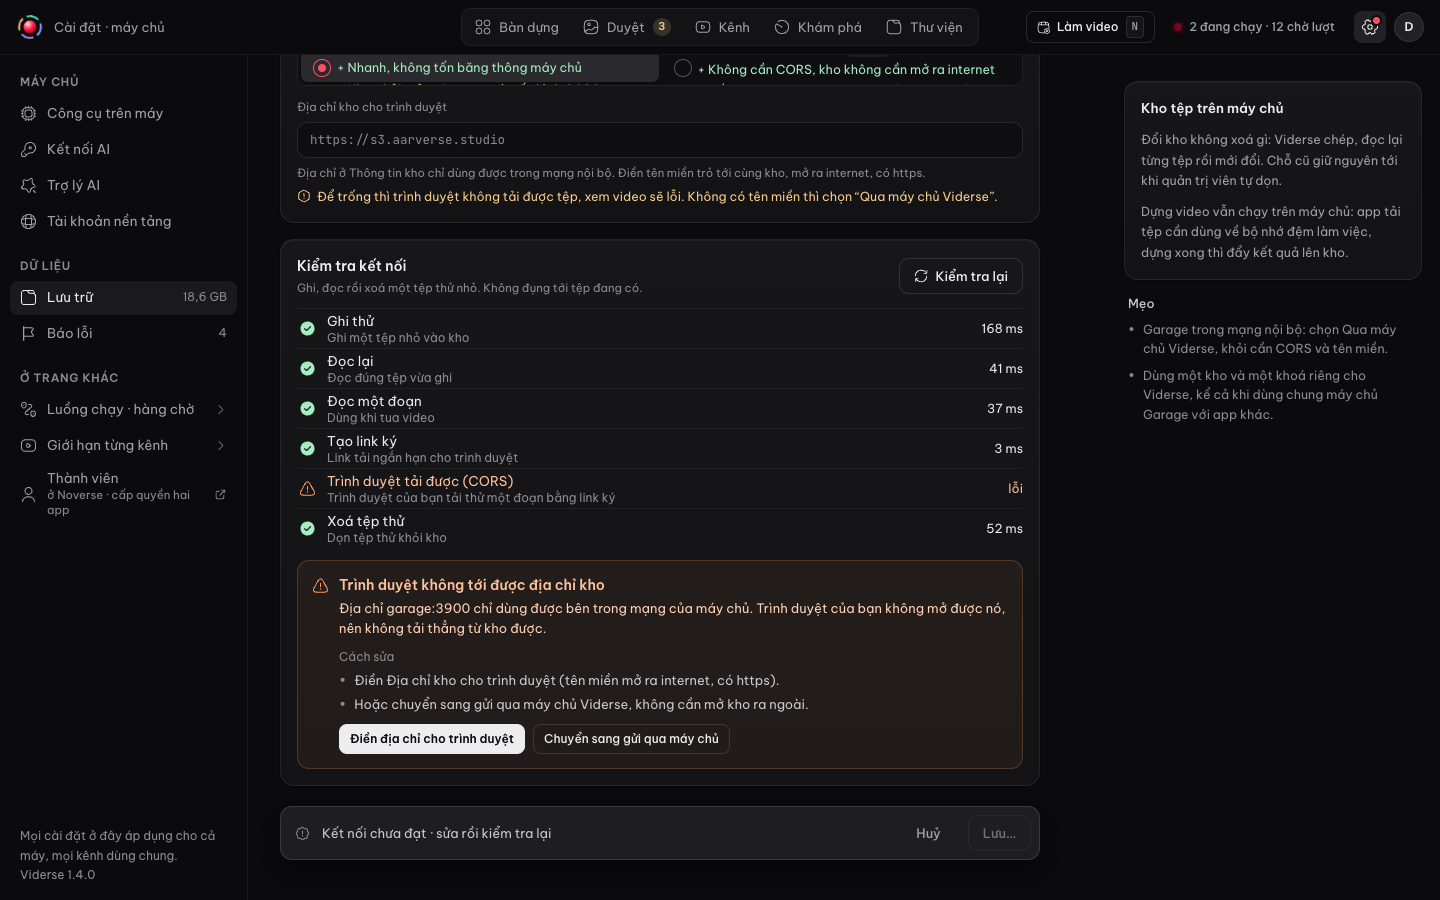 Cài đặt · máy chủ
Bàn dựng
Duyệt 3
Kênh
Khám phá
Thư viện
Làm video N
2 đang chạy · 12 chờ lượt
D
MÁY CHỦ
Công cụ trên máy
Kết nối AI
Trợ lý AI
Tài khoản nền tảng
DỮ LIỆU
Lưu trữ 18,6 GB
Báo lỗi 4
Ở TRANG KHÁC
Luồng chạy · hàng chờ
Giới hạn từng kênh
Thành viên
ở Noverse · cấp quyền hai
app
Mọi cài đặt ở đây áp dụng cho cả
máy, mọi kênh dùng chung.
Viderse 1.4.0
+ Nhanh, không tốn băng thông máy chủ
+ Không cần CORS, kho không cần mở ra internet
Địa chỉ kho cho trình duyệt
https://s3.aarverse.studio
Địa chỉ ở Thông tin kho chỉ dùng được trong mạng nội bộ. Điền tên miền trỏ tới cùng kho, mở ra internet, có https.
Để trống thì trình duyệt không tải được tệp, xem video sẽ lỗi. Không có tên miền thì chọn “Qua máy chủ Viderse”.
Kiểm tra kết nối
Ghi, đọc rồi xoá một tệp thử nhỏ. Không đụng tới tệp đang có.
Kiểm tra lại
Ghi thử
Ghi một tệp nhỏ vào kho
168 ms
Đọc lại
Đọc đúng tệp vừa ghi
41 ms
Đọc một đoạn
Dùng khi tua video
37 ms
Tạo link ký
Link tải ngắn hạn cho trình duyệt
3 ms
Trình duyệt tải được (CORS)
Trình duyệt của bạn tải thử một đoạn bằng link ký
lỗi
Xoá tệp thử
Dọn tệp thử khỏi kho
52 ms
Trình duyệt không tới được địa chỉ kho
Địa chỉ garage:3900 chỉ dùng được bên trong mạng của máy chủ. Trình duyệt của bạn không mở được nó,
nên không tải thẳng từ kho được.
Cách sửa
• Điền Địa chỉ kho cho trình duyệt (tên miền mở ra internet, có https).
• Hoặc chuyển sang gửi qua máy chủ Viderse, không cần mở kho ra ngoài.
Điền địa chỉ cho trình duyệt
Chuyển sang gửi qua máy chủ
Kết nối chưa đạt · sửa rồi kiểm tra lại
Huỷ
Lưu...
Kho tệp trên máy chủ
Đổi kho không xoá gì: Viderse chép, đọc lại
từng tệp rồi mới đổi. Chỗ cũ giữ nguyên tới
khi quản trị viên tự dọn.
Dựng video vẫn chạy trên máy chủ: app tải
tệp cần dùng về bộ nhớ đệm làm việc,
dựng xong thì đẩy kết quả lên kho.
Mẹo
• Garage trong mạng nội bộ: chọn Qua máy
chủ Viderse, khỏi cần CORS và tên miền.
• Dùng một kho và một khoá riêng cho
Viderse, kể cả khi dùng chung máy chủ
Garage với app khác.